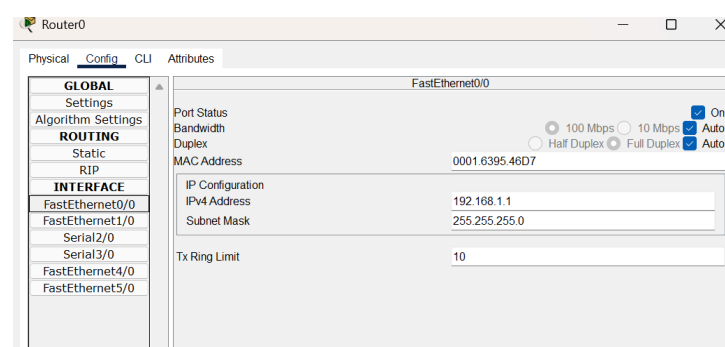 Router0
Physical Config CLI Attributes
GLOBAL
Settings
Algorithm Settings
ROUTING
Static
RIP
INTERFACE
FastEthernet0/0
FastEthernet1/0
Serial2/0
Serial3/0
FastEthernet4/0
FastEthernet5/0
FastEthernet0/0
Port Status On
Bandwidth 100 Mbps 10 Mbps Auto
Duplex Half Duplex Full Duplex Auto
MAC Address 0001.6395.46D7
IP Configuration
IPv4 Address 192.168.1.1
Subnet Mask 255.255.255.0
Tx Ring Limit 10